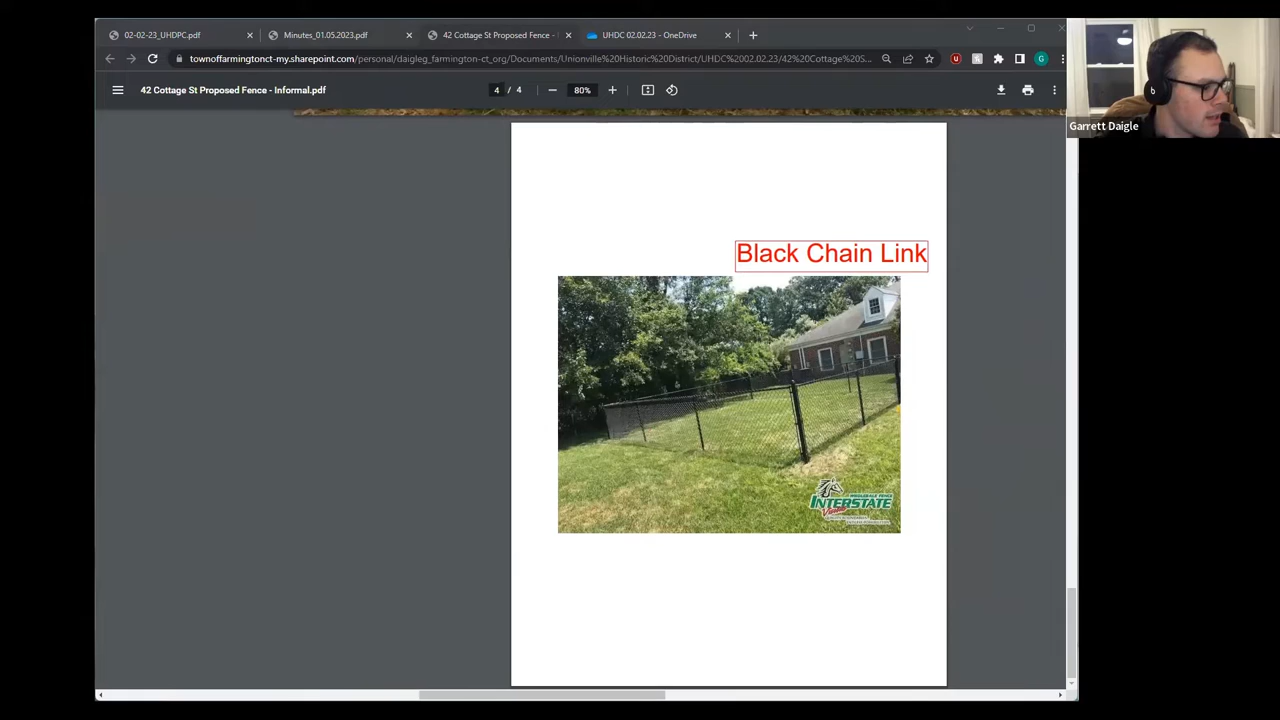 02-02-23_UHDPC.pdf
Minutes_01.05.2023.pdf
42 Cottage St Proposed Fence -
UHDC 02.02.23 - OneDrive
townoffarmingtonct-my.sharepoint.com/personal/daigleg_farmington-ct_org/Documents/Unionville%20Historic%20District/UHDC%2002.02.23/42%20Cottage%20S...
G
42 Cottage St Proposed Fence - Informal.pdf
4 / 4
80%
Garrett Daigle
Black Chain Link
INTERSTATE